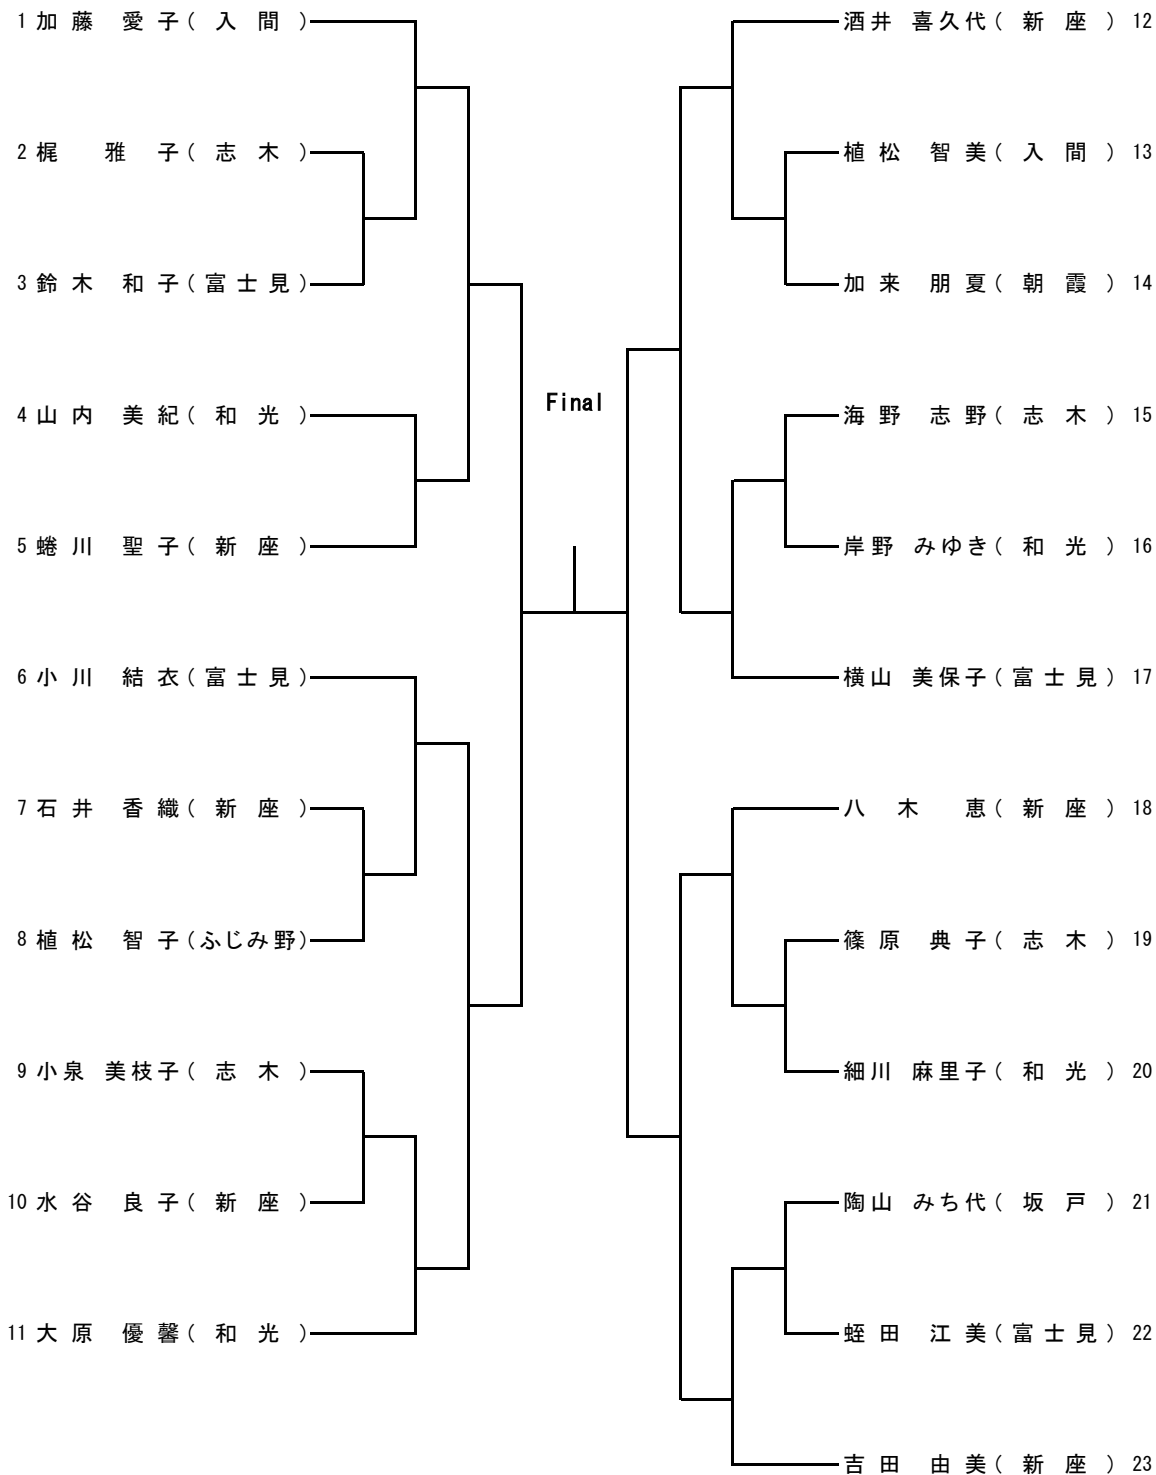 1 加藤 愛子(入間)
2 梶 雅子(志木)
3 鈴木 和子(富士見)
4 山内 美紀(和光)
5 蜷川 聖子(新座)
6 小川 結衣(富士見)
7 石井 香織(新座)
8 植松 智子(ふじみ野)
9 小泉 美枝子(志木)
10 水谷 良子(新座)
11 大原 優馨(和光)
Final
酒井 喜久代(新座) 12
植松 智美(入間) 13
加来 朋夏(朝霞) 14
海野 志野(志木) 15
岸野 みゆき(和光) 16
横山 美保子(富士見) 17
八木 恵(新座) 18
篠原 典子(志木) 19
細川 麻里子(和光) 20
陶山 みち代(坂戸) 21
蛭田 江美(富士見) 22
吉田 由美(新座) 23